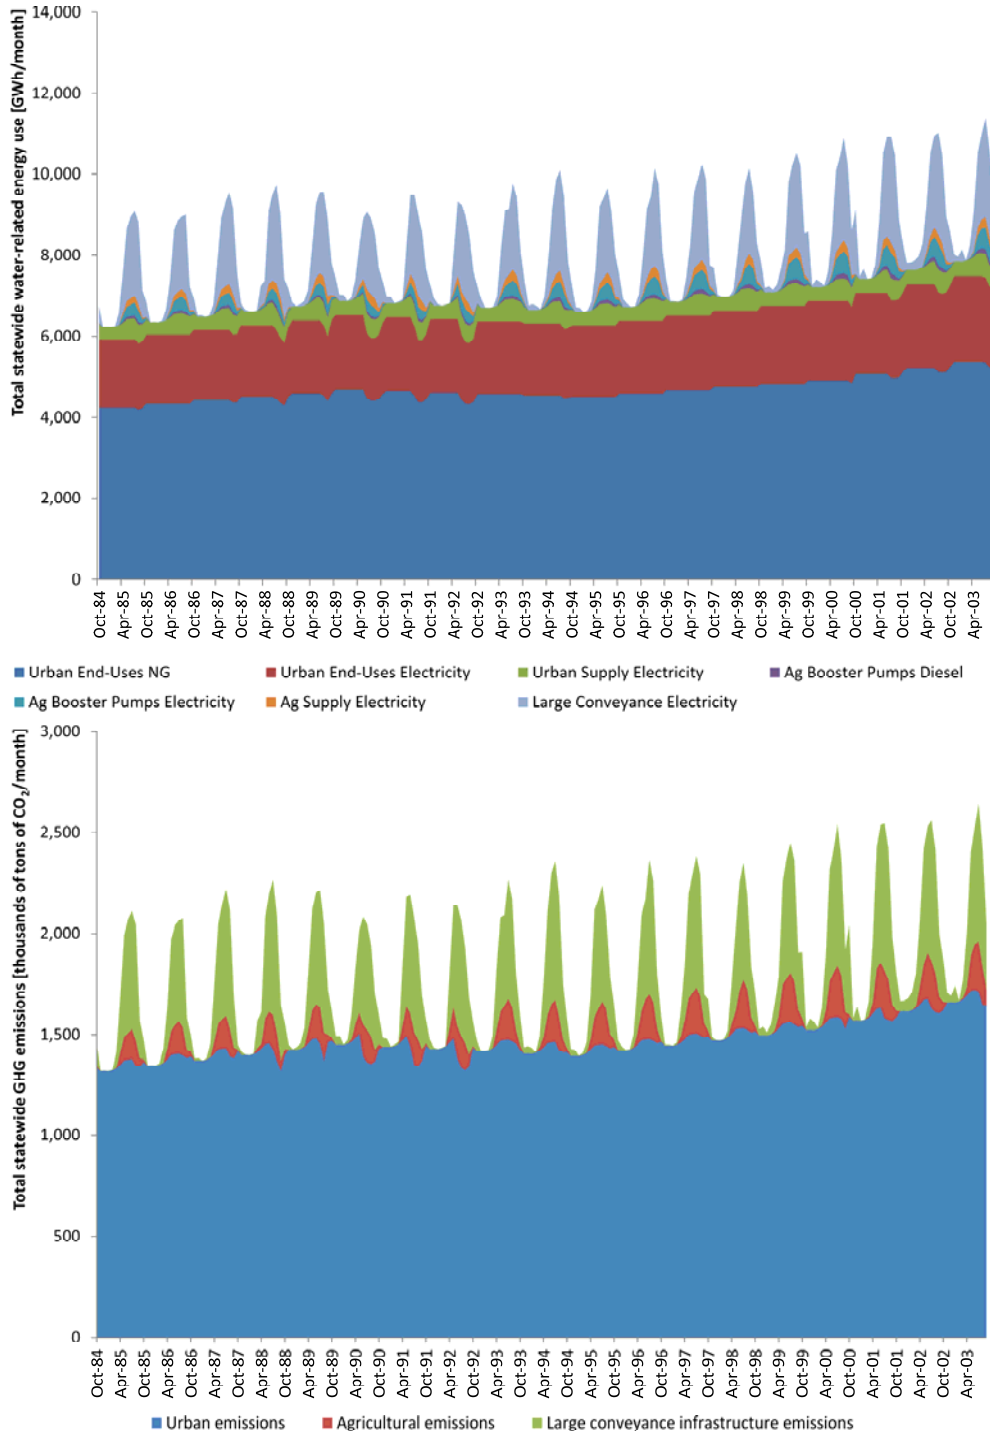 Total statewide water-related energy use [GWh/month]
14,000
12,000
10,000
8,000
6,000
4,000
2,000
0
Oct-84 Apr-85 Oct-85 Apr-86 Oct-86 Apr-87 Oct-87 Apr-88 Oct-88 Apr-89 Oct-89 Apr-90 Oct-90 Apr-91 Oct-91 Apr-92 Oct-92 Apr-93 Oct-93 Apr-94 Oct-94 Apr-95 Oct-95 Apr-96 Oct-96 Apr-97 Oct-97 Apr-98 Oct-98 Apr-99 Oct-99 Apr-00 Oct-00 Apr-01 Oct-01 Apr-02 Oct-02 Apr-03
Urban End-Uses NG Urban End-Uses Electricity Urban Supply Electricity Ag Booster Pumps Diesel
Ag Booster Pumps Electricity Ag Supply Electricity Large Conveyance Electricity
Total statewide GHG emissions [thousands of tons of CO2/month]
3,000
2,500
2,000
1,500
1,000
500
0
Oct-84 Apr-85 Oct-85 Apr-86 Oct-86 Apr-87 Oct-87 Apr-88 Oct-88 Apr-89 Oct-89 Apr-90 Oct-90 Apr-91 Oct-91 Apr-92 Oct-92 Apr-93 Oct-93 Apr-94 Oct-94 Apr-95 Oct-95 Apr-96 Oct-96 Apr-97 Oct-97 Apr-98 Oct-98 Apr-99 Oct-99 Apr-00 Oct-00 Apr-01 Oct-01 Apr-02 Oct-02 Apr-03
Urban emissions Agricultural emissions Large conveyance infrastructure emissions